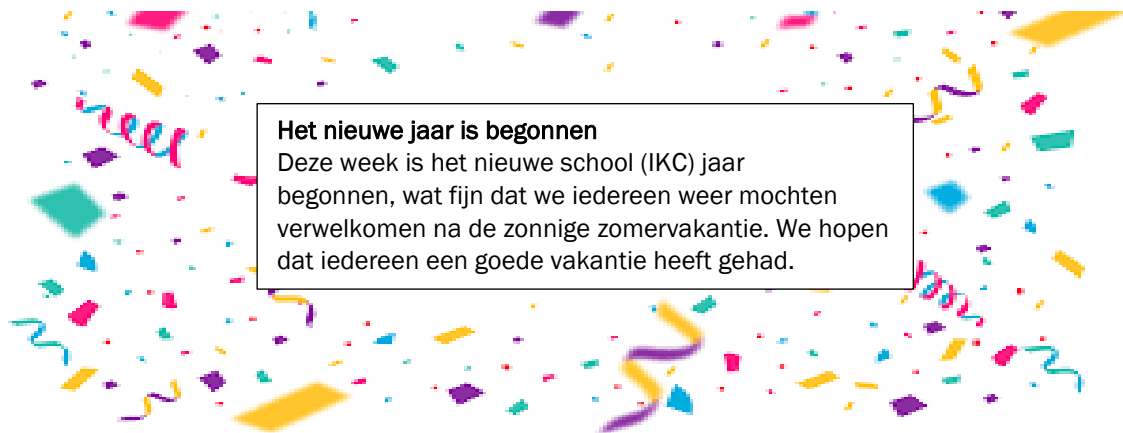 Het nieuwe jaar is begonnen
Deze week is het nieuwe school (IKC) jaar
begonnen, wat fijn dat we iedereen weer mochten
verwelkomen na de zonnige zomervakantie. We hopen
dat iedereen een goede vakantie heeft gehad.